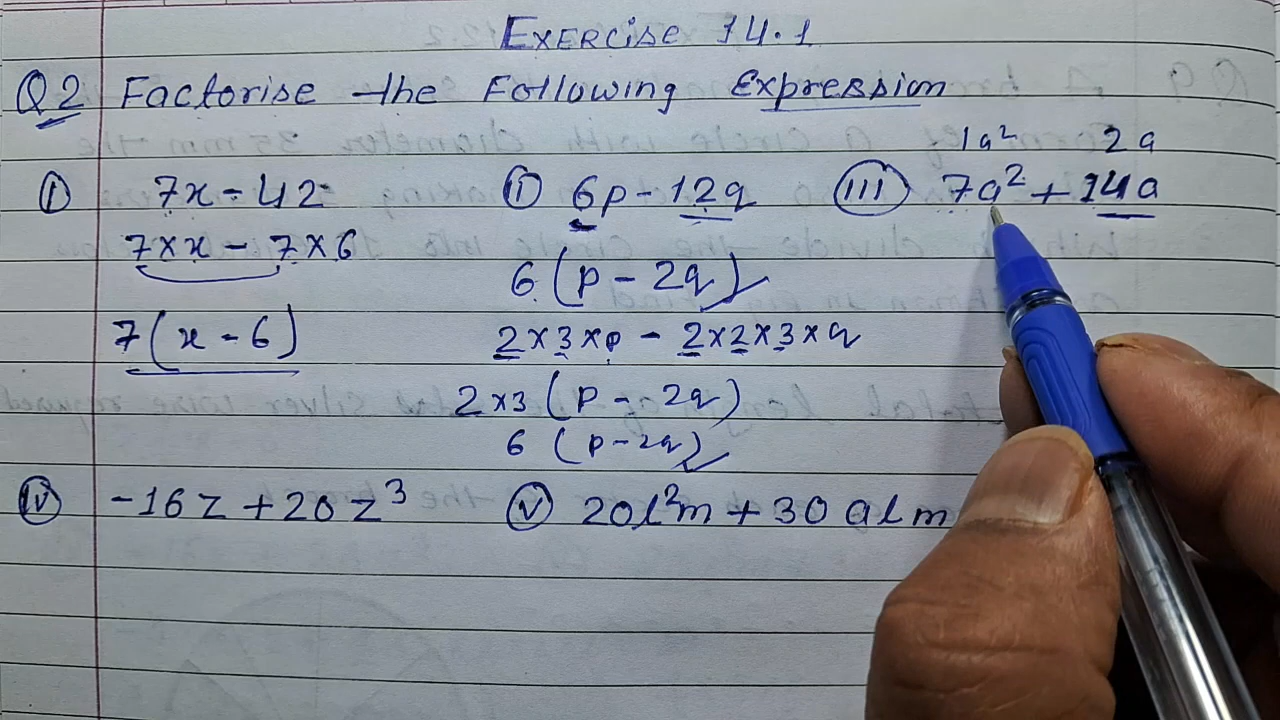 Exercise 14.1
Q2 Factorise the Following Expression
1a² 2a
(i) 7x - 42 (ii) 6p - 12q (iii) 7a² + 14a
7×x - 7×6
6 (p - 2q)
7(x - 6)
2×3×p - 2×2×3×q
2×3 (p - 2q)
6 (p - 2q)
(iv) -16z + 20z³ (v) 20l²m + 30alm